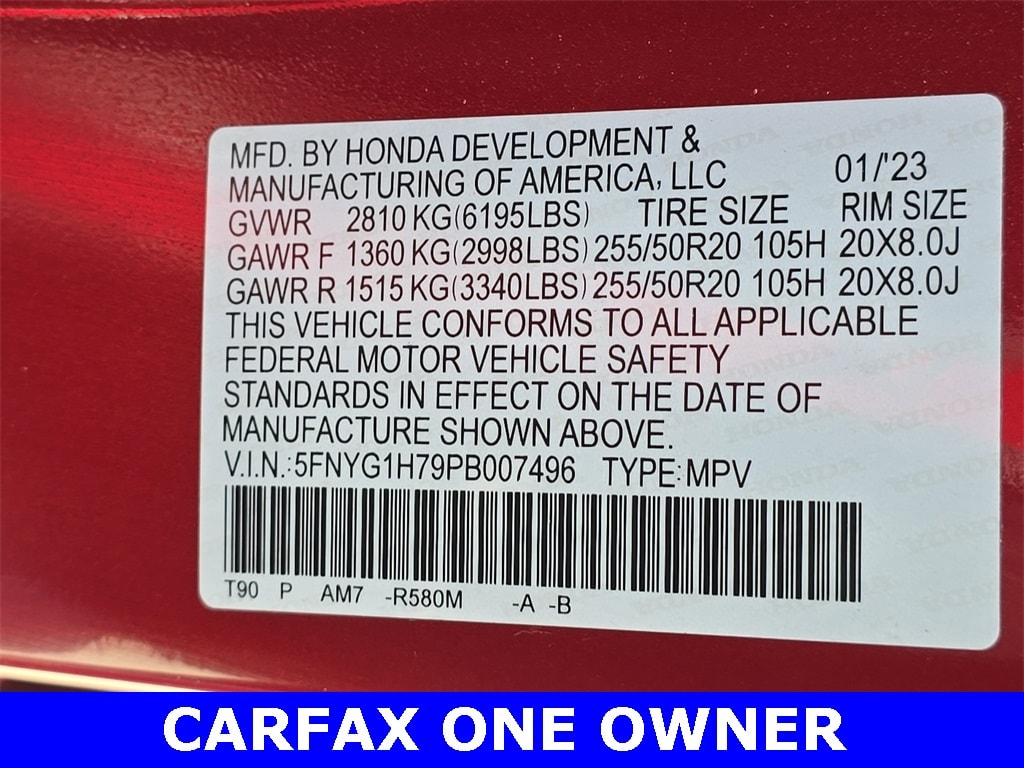 MFD. BY HONDA DEVELOPMENT &
MANUFACTURING OF AMERICA, LLC 01/'23
GVWR 2810 KG(6195LBS) TIRE SIZE RIM SIZE
GAWR F 1360 KG(2998LBS) 255/50R20 105H 20X8.0J
GAWR R 1515 KG(3340LBS) 255/50R20 105H 20X8.0J
THIS VEHICLE CONFORMS TO ALL APPLICABLE
FEDERAL MOTOR VEHICLE SAFETY
STANDARDS IN EFFECT ON THE DATE OF
MANUFACTURE SHOWN ABOVE.
V.I.N.:5FNYG1H79PB007496 TYPE:MPV
T90 P AM7 -R580M -A -B
CARFAX ONE OWNER